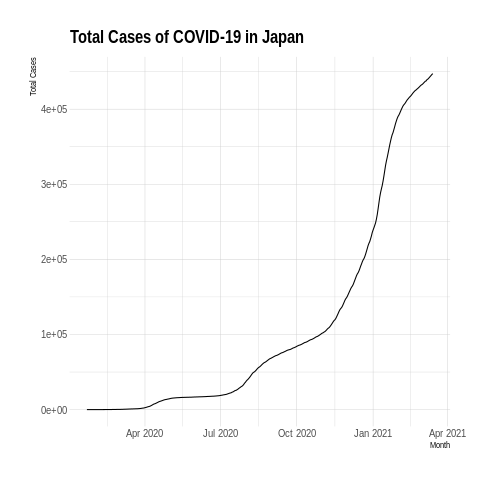 Total Cases of COVID-19 in Japan
Total Cases
4e+05
3e+05
2e+05
1e+05
0e+00
Apr 2020 Jul 2020 Oct 2020 Jan 2021 Apr 2021
Month